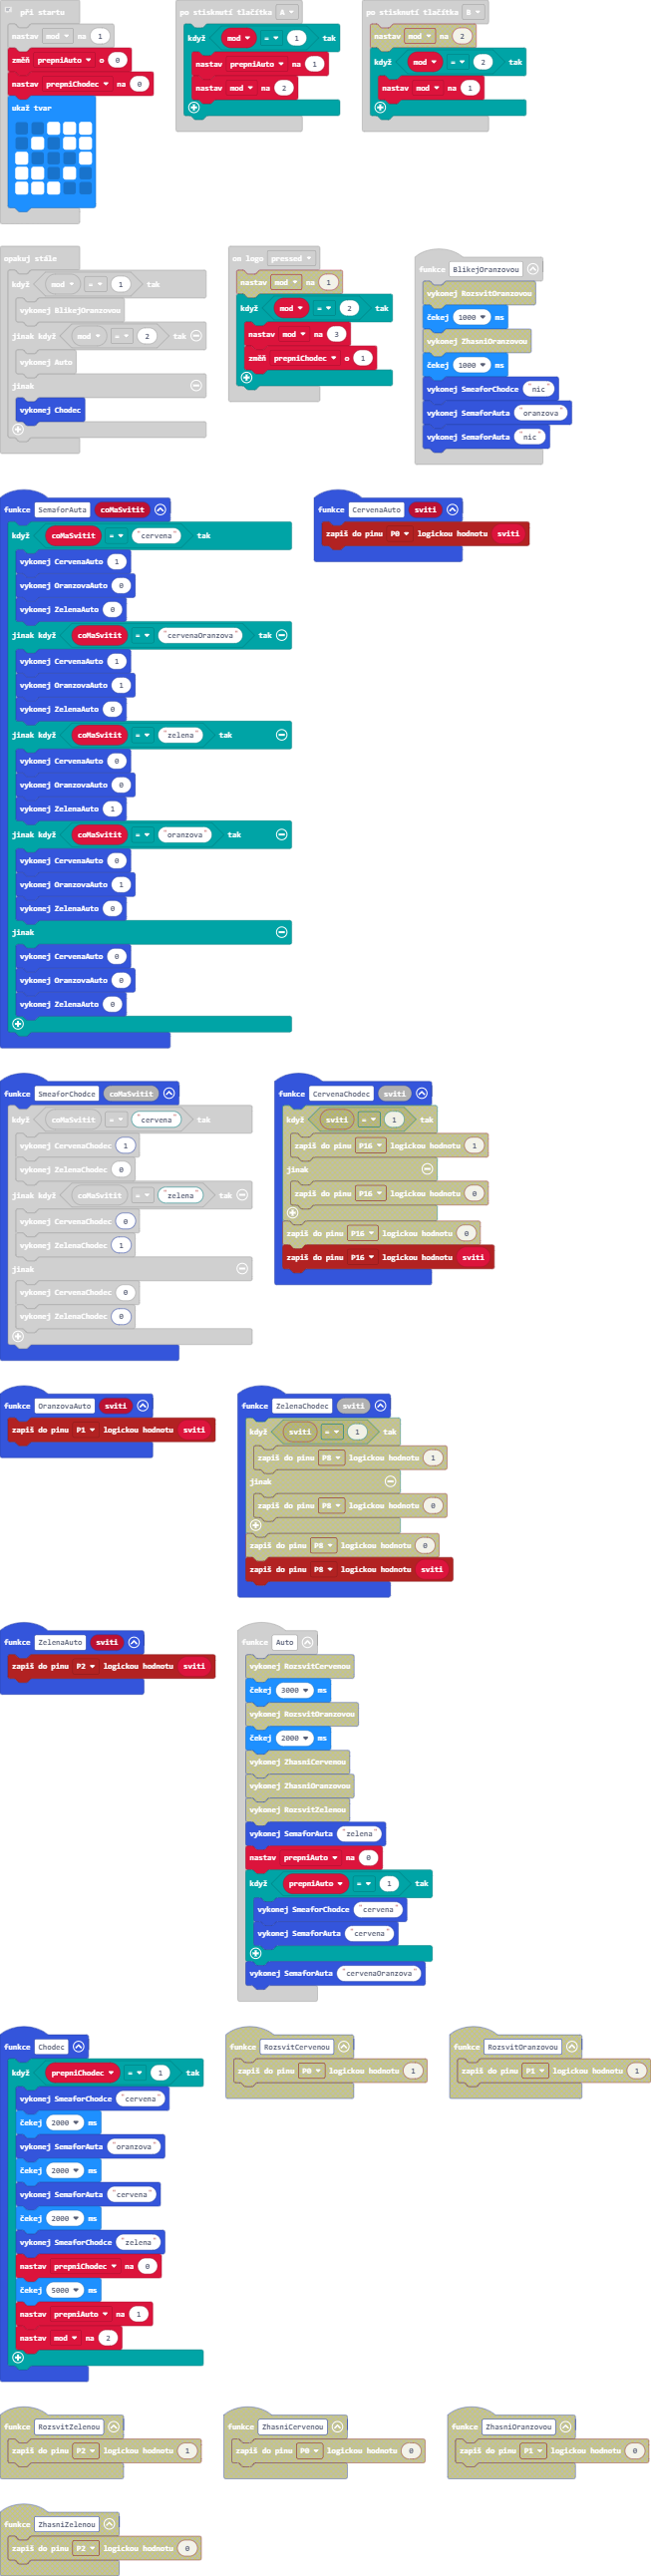 při startu
nastav mod na 1
změň prepniAuto o 0
nastav prepniChodec na 0
ukaž tvar
po stisknutí tlačítka A
když mod = 1 tak
nastav prepniAuto na 1
nastav mod na 2
po stisknutí tlačítka B
nastav mod na 2
když mod = 2 tak
nastav mod na 1
opakuj stále
když mod = 1 tak
vykonej BlikejOranzovou
jinak když mod = 2 tak
vykonej Auto
jinak
vykonej Chodec
on logo pressed
nastav mod na 1
když mod = 2 tak
nastav mod na 3
změň prepniChodec o 1
funkce BlikejOranzovou
vykonej RozsvitOranzovou
čekej 1000 ms
vykonej ZhasniOranzovou
čekej 1000 ms
vykonej SmeaforChodce "nic"
vykonej SemaforAuta "oranzova"
vykonej SemaforAuta "nic"
funkce SemaforAuta coMaSvitit
když coMaSvitit = "cervena" tak
vykonej CervenaAuto 1
vykonej OranzovaAuto 0
vykonej ZelenaAuto 0
jinak když coMaSvitit = "cervenaOranzova" tak
vykonej CervenaAuto 1
vykonej OranzovaAuto 1
vykonej ZelenaAuto 0
jinak když coMaSvitit = "zelena" tak
vykonej CervenaAuto 0
vykonej OranzovaAuto 0
vykonej ZelenaAuto 1
jinak když coMaSvitit = "oranzova" tak
vykonej CervenaAuto 0
vykonej OranzovaAuto 1
vykonej ZelenaAuto 0
jinak
vykonej CervenaAuto 0
vykonej OranzovaAuto 0
vykonej ZelenaAuto 0
funkce CervenaAuto sviti
zapiš do pinu P0 logickou hodnotu sviti
funkce SmeaforChodce coMaSvitit
když coMaSvitit = "cervena" tak
vykonej CervenaChodec 1
vykonej ZelenaChodec 0
jinak když coMaSvitit = "zelena" tak
vykonej CervenaChodec 0
vykonej ZelenaChodec 1
jinak
vykonej CervenaChodec 0
vykonej ZelenaChodec 0
funkce CervenaChodec sviti
když sviti = 1 tak
zapiš do pinu P16 logickou hodnotu 1
jinak
zapiš do pinu P16 logickou hodnotu 0
zapiš do pinu P16 logickou hodnotu 0
zapiš do pinu P16 logickou hodnotu sviti
funkce OranzovaAuto sviti
zapiš do pinu P1 logickou hodnotu sviti
funkce ZelenaChodec sviti
když sviti = 1 tak
zapiš do pinu P8 logickou hodnotu 1
jinak
zapiš do pinu P8 logickou hodnotu 0
zapiš do pinu P8 logickou hodnotu 0
zapiš do pinu P8 logickou hodnotu sviti
funkce ZelenaAuto sviti
zapiš do pinu P2 logickou hodnotu sviti
funkce Auto
vykonej RozsvitCervenou
čekej 3000 ms
vykonej RozsvitOranzovou
čekej 2000 ms
vykonej ZhasniCervenou
vykonej ZhasniOranzovou
vykonej RozsvitZelenou
vykonej SemaforAuta "zelena"
nastav prepniAuto na 0
když prepniAuto = 1 tak
vykonej SmeaforChodce "cervena"
vykonej SemaforAuta "cervena"
vykonej SemaforAuta "cervenaOranzova"
funkce Chodec
když prepniChodec = 1 tak
vykonej SmeaforChodce "cervena"
čekej 2000 ms
vykonej SemaforAuta "oranzova"
čekej 2000 ms
vykonej SemaforAuta "cervena"
čekej 2000 ms
vykonej SmeaforChodce "zelena"
nastav prepniChodec na 0
čekej 5000 ms
nastav prepniAuto na 1
nastav mod na 2
funkce RozsvitCervenou
zapiš do pinu P0 logickou hodnotu 1
funkce RozsvitOranzovou
zapiš do pinu P1 logickou hodnotu 1
funkce RozsvitZelenou
zapiš do pinu P2 logickou hodnotu 1
funkce ZhasniCervenou
zapiš do pinu P0 logickou hodnotu 0
funkce ZhasniOranzovou
zapiš do pinu P1 logickou hodnotu 0
funkce ZhasniZelenou
zapiš do pinu P2 logickou hodnotu 0